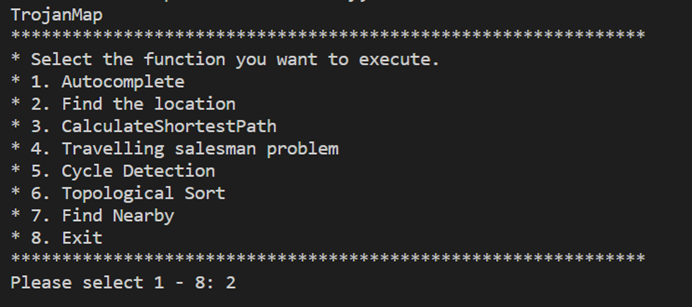 TrojanMap
**************************************************************
* Select the function you want to execute.
* 1. Autocomplete
* 2. Find the location
* 3. CalculateShortestPath
* 4. Travelling salesman problem
* 5. Cycle Detection
* 6. Topological Sort
* 7. Find Nearby
* 8. Exit
**************************************************************
Please select 1 - 8: 2